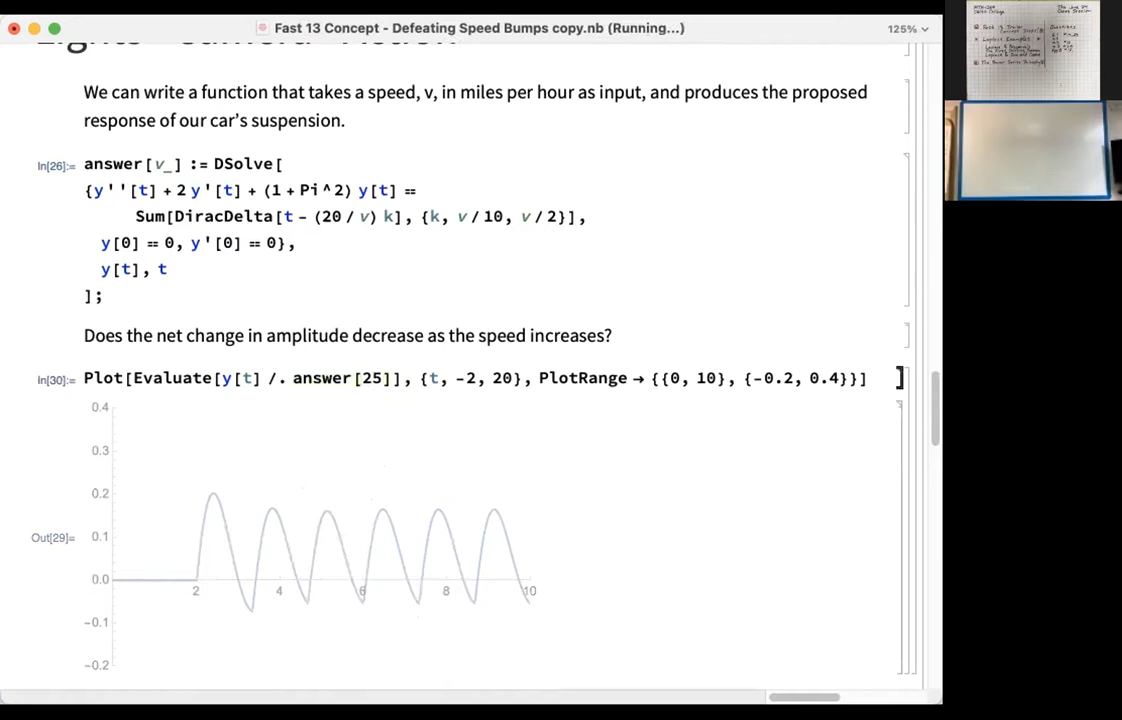 Fast 13 Concept - Defeating Speed Bumps copy.nb (Running...)
125%
We can write a function that takes a speed, v, in miles per hour as input, and produces the proposed
response of our car's suspension.
In[26]:= answer[v_] := DSolve[
{y''[t] + 2 y'[t] + (1 + Pi^2) y[t] ==
Sum[DiracDelta[t - (20 / v) k], {k, v / 10, v / 2}],
y[0] == 0, y'[0] == 0},
y[t], t
];
Does the net change in amplitude decrease as the speed increases?
In[30]:= Plot[Evaluate[y[t] /. answer[25]], {t, -2, 20}, PlotRange → {{0, 10}, {-0.2, 0.4}}]
0.4
0.3
0.2
Out[29]= 0.1
0.0
2 4 6 8 10
-0.1
-0.2